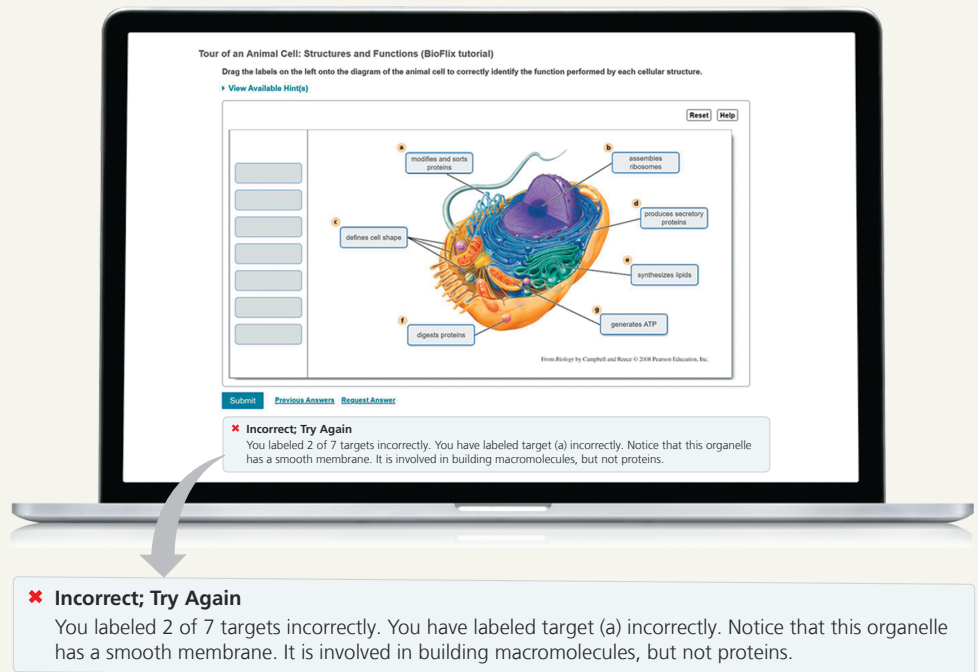 Tour of an Animal Cell: Structures and Functions (BioFlix tutorial)
Drag the labels on the left onto the diagram of the animal cell to correctly identify the function performed by each cellular structure.
View Available Hint(s)
Reset Help
a
modifies and sorts
proteins
b
assembles
ribosomes
c
defines cell shape
d
produces secretory
proteins
e
synthesizes lipids
f
digests proteins
g
generates ATP
From Biology by Campbell and Reece © 2008 Pearson Education, Inc.
Submit Previous Answers Request Answer
Incorrect; Try Again
You labeled 2 of 7 targets incorrectly. You have labeled target (a) incorrectly. Notice that this organelle
has a smooth membrane. It is involved in building macromolecules, but not proteins.
Incorrect; Try Again
You labeled 2 of 7 targets incorrectly. You have labeled target (a) incorrectly. Notice that this organelle
has a smooth membrane. It is involved in building macromolecules, but not proteins.